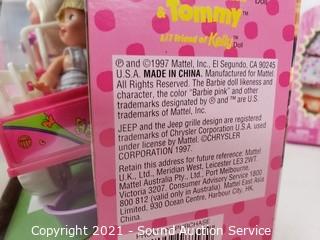 Doll
& Tommy
Li'l Friend of Kelly Doll
® and ©1997 Mattel, Inc., El Segundo, CA 90245
U.S.A. MADE IN CHINA. Manufactured for Mattel.
All Rights Reserved. The Barbie doll likeness and
character, the color "Barbie pink" and other
trademarks designated by ® and ™ are U.S.
trademarks of Mattel, Inc.
JEEP and the Jeep grille design are registered
trademarks of Chrysler Corporation U.S.A. used
under license by Mattel. ©CHRYSLER
CORPORATION 1997.
Retain this address for future reference: Mattel
U.K. Ltd., Meridian West, Leicester LE3 2WT.
Mattel Australia Pty., Ltd., Port Melbourne,
Victoria 3207. Consumer Advisory Service 1800
800 812 (valid only in Australia). Mattel East Asia
Limited, 930 Ocean Centre, Harbour City, HK.
PURCHASE
Copyright 2021 - Sound Auction Service